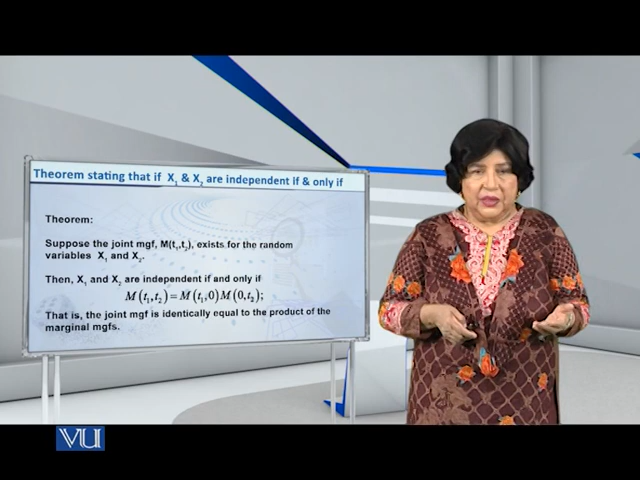 Theorem stating that if X₁ & X₂ are independent if & only if
Theorem:
Suppose the joint mgf, M(t₁,t₂), exists for the random
variables X₁ and X₂.
Then, X₁ and X₂ are independent if and only if
M(t₁,t₂)=M(t₁,0)M(0,t₂);
That is, the joint mgf is identically equal to the product of the
marginal mgfs.
VU